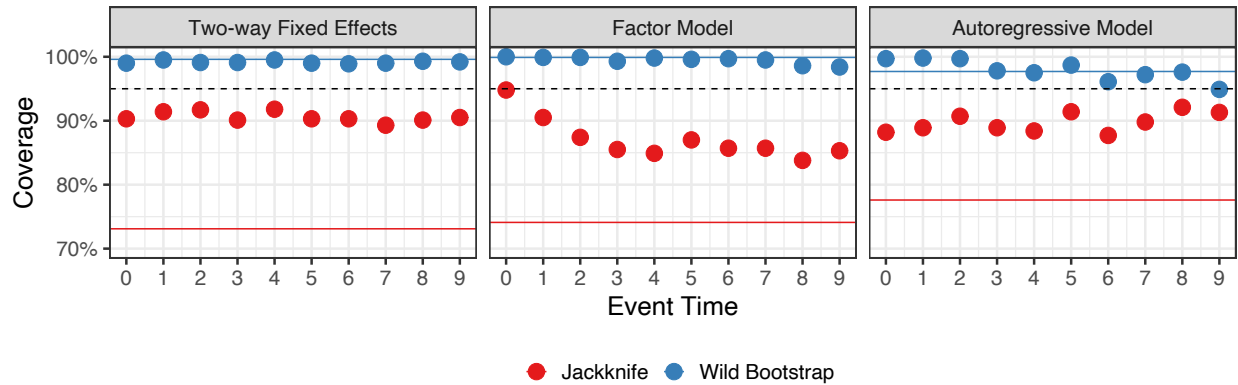 Two-way Fixed Effects Factor Model Autoregressive Model
Coverage
100%
90%
80%
70%
0 1 2 3 4 5 6 7 8 9 0 1 2 3 4 5 6 7 8 9 0 1 2 3 4 5 6 7 8 9
Event Time
Jackknife Wild Bootstrap